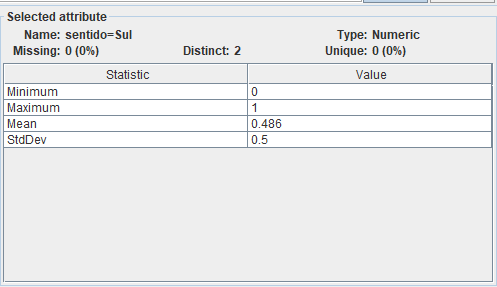 Selected attribute
Name: sentido=Sul Type: Numeric
Missing: 0 (0%) Distinct: 2 Unique: 0 (0%)
Statistic Value
Minimum 0
Maximum 1
Mean 0.486
StdDev 0.5